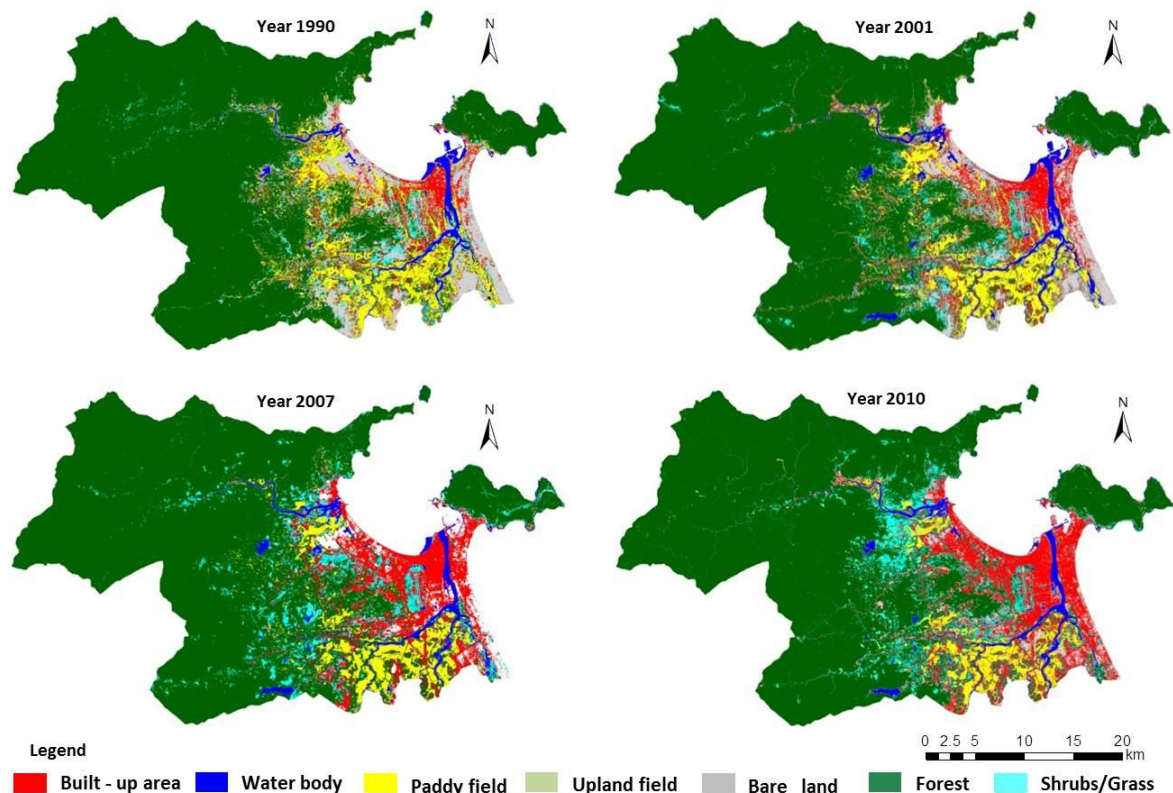 Year 1990
N
Year 2001
N
Year 2007
N
Year 2010
N
Legend
0 2.5 5 10 15 20
km
Built - up area Water body Paddy field Upland field Bare land Forest Shrubs/Grass